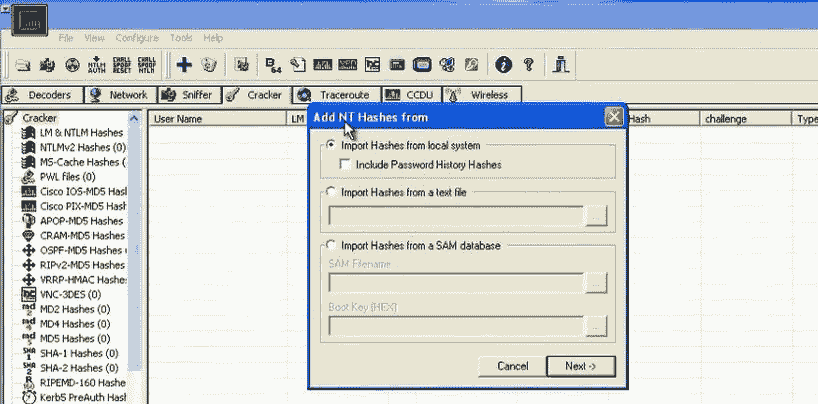 File View Configure Tools Help
NTLM AUTH CHALL SPOOF RESET CHALL SPOOF NTLM B64
Decoders Network Sniffer Cracker Traceroute CCDU Wireless
Cracker
LM & NTLM Hashes
NTLMv2 Hashes (0)
MS-Cache Hashes (
PWL files (0)
Cisco IOS-MD5 Hash
Cisco PIX-MD5 Hash
APOP-MD5 Hashes
CRAM-MD5 Hashes
OSPF-MD5 Hashes
RIPv2-MD5 Hashes
VRRP-HMAC Hashes
VNC-3DES (0)
MD2 Hashes (0)
MD4 Hashes (0)
MD5 Hashes (0)
SHA-1 Hashes (0)
SHA-2 Hashes (0)
RIPEMD-160 Hashe
Kerb5 PreAuth Hash
User Name LM Hash challenge Type
Add NT Hashes from
Import Hashes from local system
Include Password History Hashes
Import Hashes from a text file
...
Import Hashes from a SAM database
SAM Filename
...
Boot Key (HEX)
...
Cancel Next ->